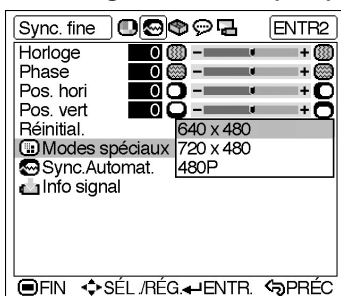 Sync. fine ENTR2
Horloge 0 - +
Phase 0 - +
Pos. hori 0 - +
Pos. vert 0 - +
Réinitial. 640 x 480
Modes spéciaux 720 x 480
Sync.Automat. 480P
Info signal
FIN SÉL./RÉG. ENTR. PRÉC